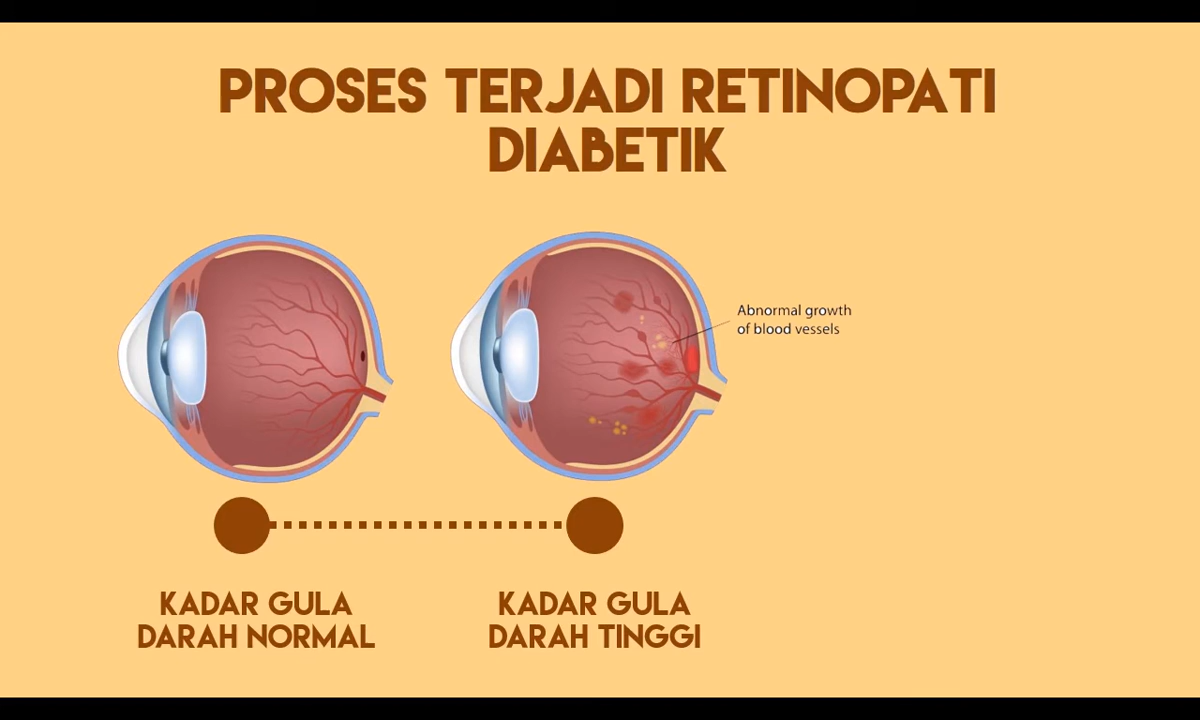 PROSES TERJADI RETINOPATI
DIABETIK
Abnormal growth
of blood vessels
KADAR GULA
DARAH NORMAL
KADAR GULA
DARAH TINGGI